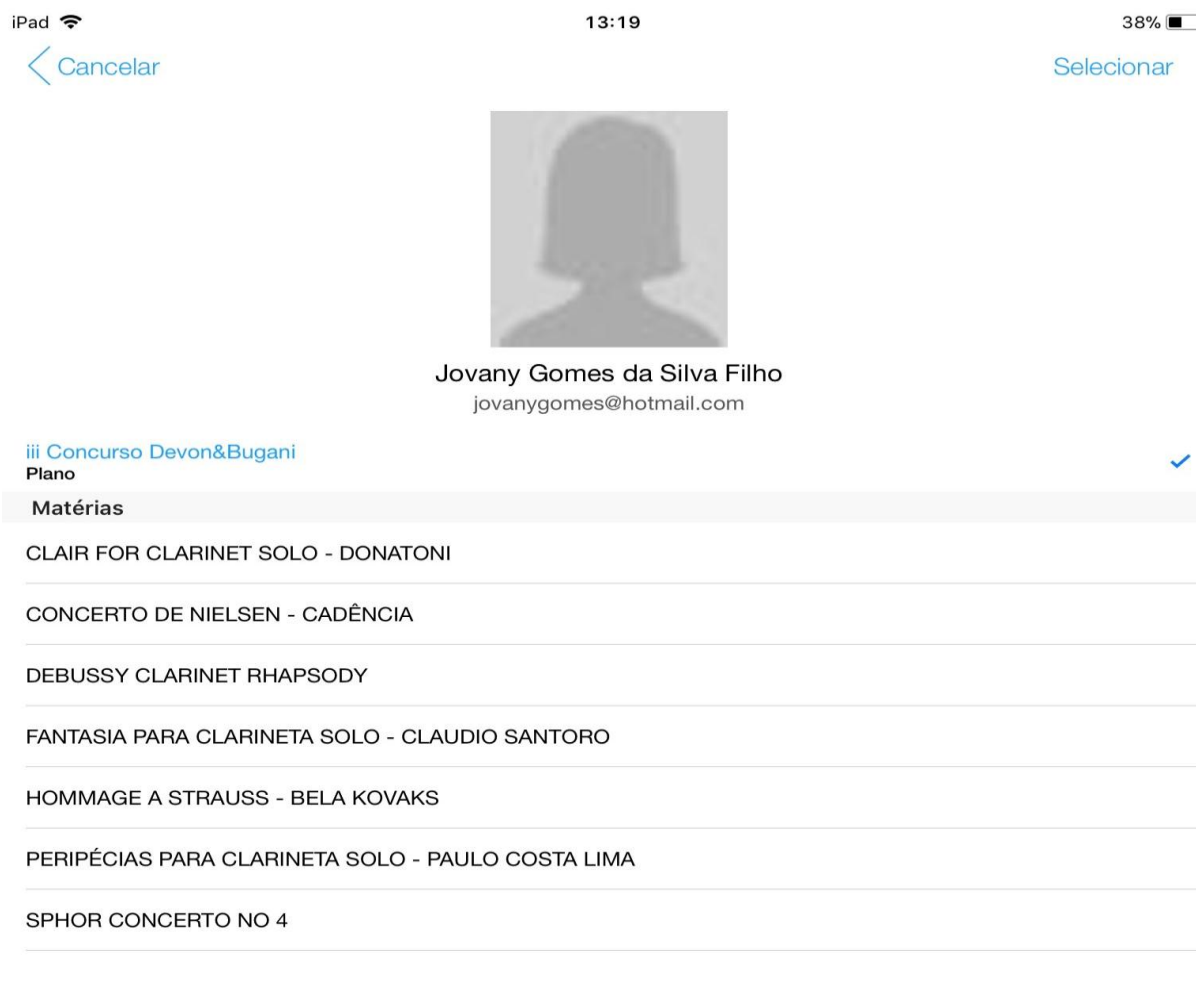 iPad 13:19 38%
Cancelar Selecionar
Jovany Gomes da Silva Filho
jovanygomes@hotmail.com
iii Concurso Devon&Bugani
Plano
Matérias
CLAIR FOR CLARINET SOLO - DONATONI
CONCERTO DE NIELSEN - CADÊNCIA
DEBUSSY CLARINET RHAPSODY
FANTASIA PARA CLARINETA SOLO - CLAUDIO SANTORO
HOMMAGE A STRAUSS - BELA KOVAKS
PERIPÉCIAS PARA CLARINETA SOLO - PAULO COSTA LIMA
SPHOR CONCERTO NO 4